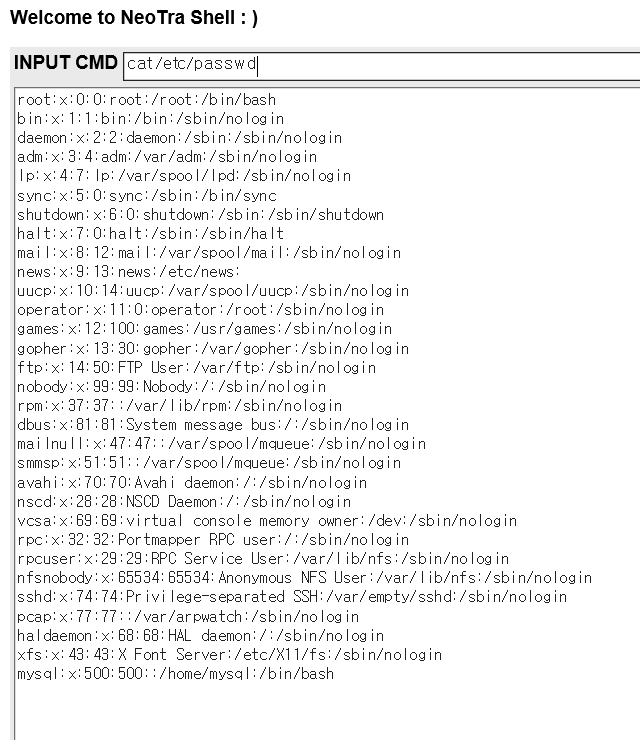 Welcome to NeoTra Shell : )
INPUT CMD cat/etc/passwd
root:x:0:0:root:/root:/bin/bash
bin:x:1:1:bin:/bin:/sbin/nologin
daemon:x:2:2:daemon:/sbin:/sbin/nologin
adm:x:3:4:adm:/var/adm:/sbin/nologin
lp:x:4:7:lp:/var/spool/lpd:/sbin/nologin
sync:x:5:0:sync:/sbin:/bin/sync
shutdown:x:6:0:shutdown:/sbin:/sbin/shutdown
halt:x:7:0:halt:/sbin:/sbin/halt
mail:x:8:12:mail:/var/spool/mail:/sbin/nologin
news:x:9:13:news:/etc/news:
uucp:x:10:14:uucp:/var/spool/uucp:/sbin/nologin
operator:x:11:0:operator:/root:/sbin/nologin
games:x:12:100:games:/usr/games:/sbin/nologin
gopher:x:13:30:gopher:/var/gopher:/sbin/nologin
ftp:x:14:50:FTP User:/var/ftp:/sbin/nologin
nobody:x:99:99:Nobody:/:/sbin/nologin
rpm:x:37:37::/var/lib/rpm:/sbin/nologin
dbus:x:81:81:System message bus:/:/sbin/nologin
mailnull:x:47:47::/var/spool/mqueue:/sbin/nologin
smmsp:x:51:51::/var/spool/mqueue:/sbin/nologin
avahi:x:70:70:Avahi daemon:/:/sbin/nologin
nscd:x:28:28:NSCD Daemon:/:/sbin/nologin
vcsa:x:69:69:virtual console memory owner:/dev:/sbin/nologin
rpc:x:32:32:Portmapper RPC user:/:/sbin/nologin
rpcuser:x:29:29:RPC Service User:/var/lib/nfs:/sbin/nologin
nfsnobody:x:65534:65534:Anonymous NFS User:/var/lib/nfs:/sbin/nologin
sshd:x:74:74:Privilege-separated SSH:/var/empty/sshd:/sbin/nologin
pcap:x:77:77::/var/arpwatch:/sbin/nologin
haldaemon:x:68:68:HAL daemon:/:/sbin/nologin
xfs:x:43:43:X Font Server:/etc/X11/fs:/sbin/nologin
mysql:x:500:500::/home/mysql:/bin/bash